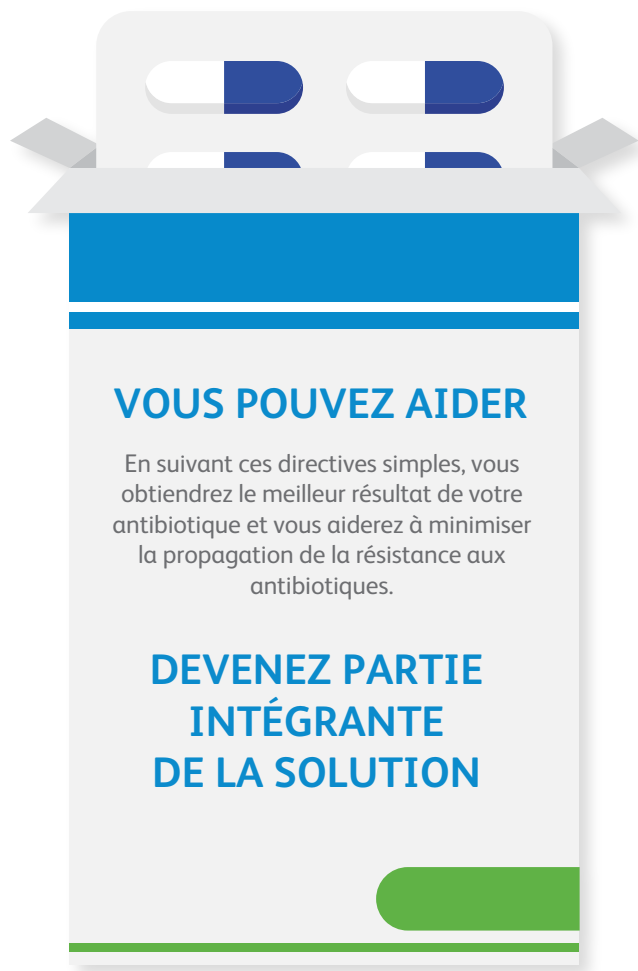 VOUS POUVEZ AIDER
En suivant ces directives simples, vous
obtiendrez le meilleur résultat de votre
antibiotique et vous aiderez à minimiser
la propagation de la résistance aux
antibiotiques.
DEVENEZ PARTIE
INTÉGRANTE
DE LA SOLUTION